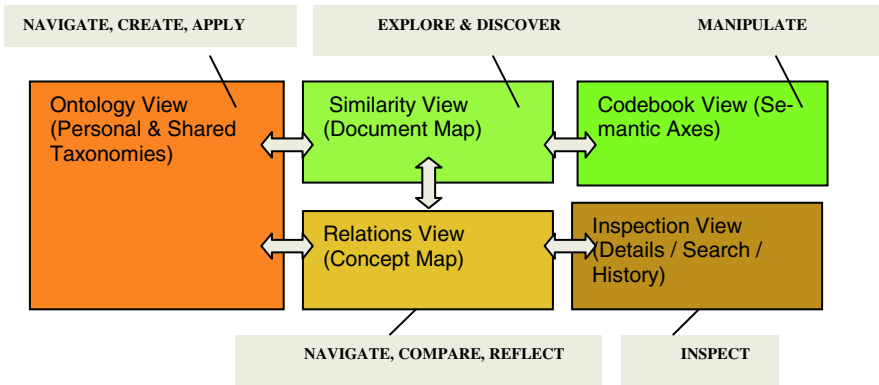 NAVIGATE, CREATE, APPLY
EXPLORE & DISCOVER
MANIPULATE
Ontology View
(Personal & Shared
Taxonomies)
Similarity View
(Document Map)
Codebook View (Se-
mantic Axes)
Relations View
(Concept Map)
Inspection View
(Details / Search /
History)
NAVIGATE, COMPARE, REFLECT
INSPECT